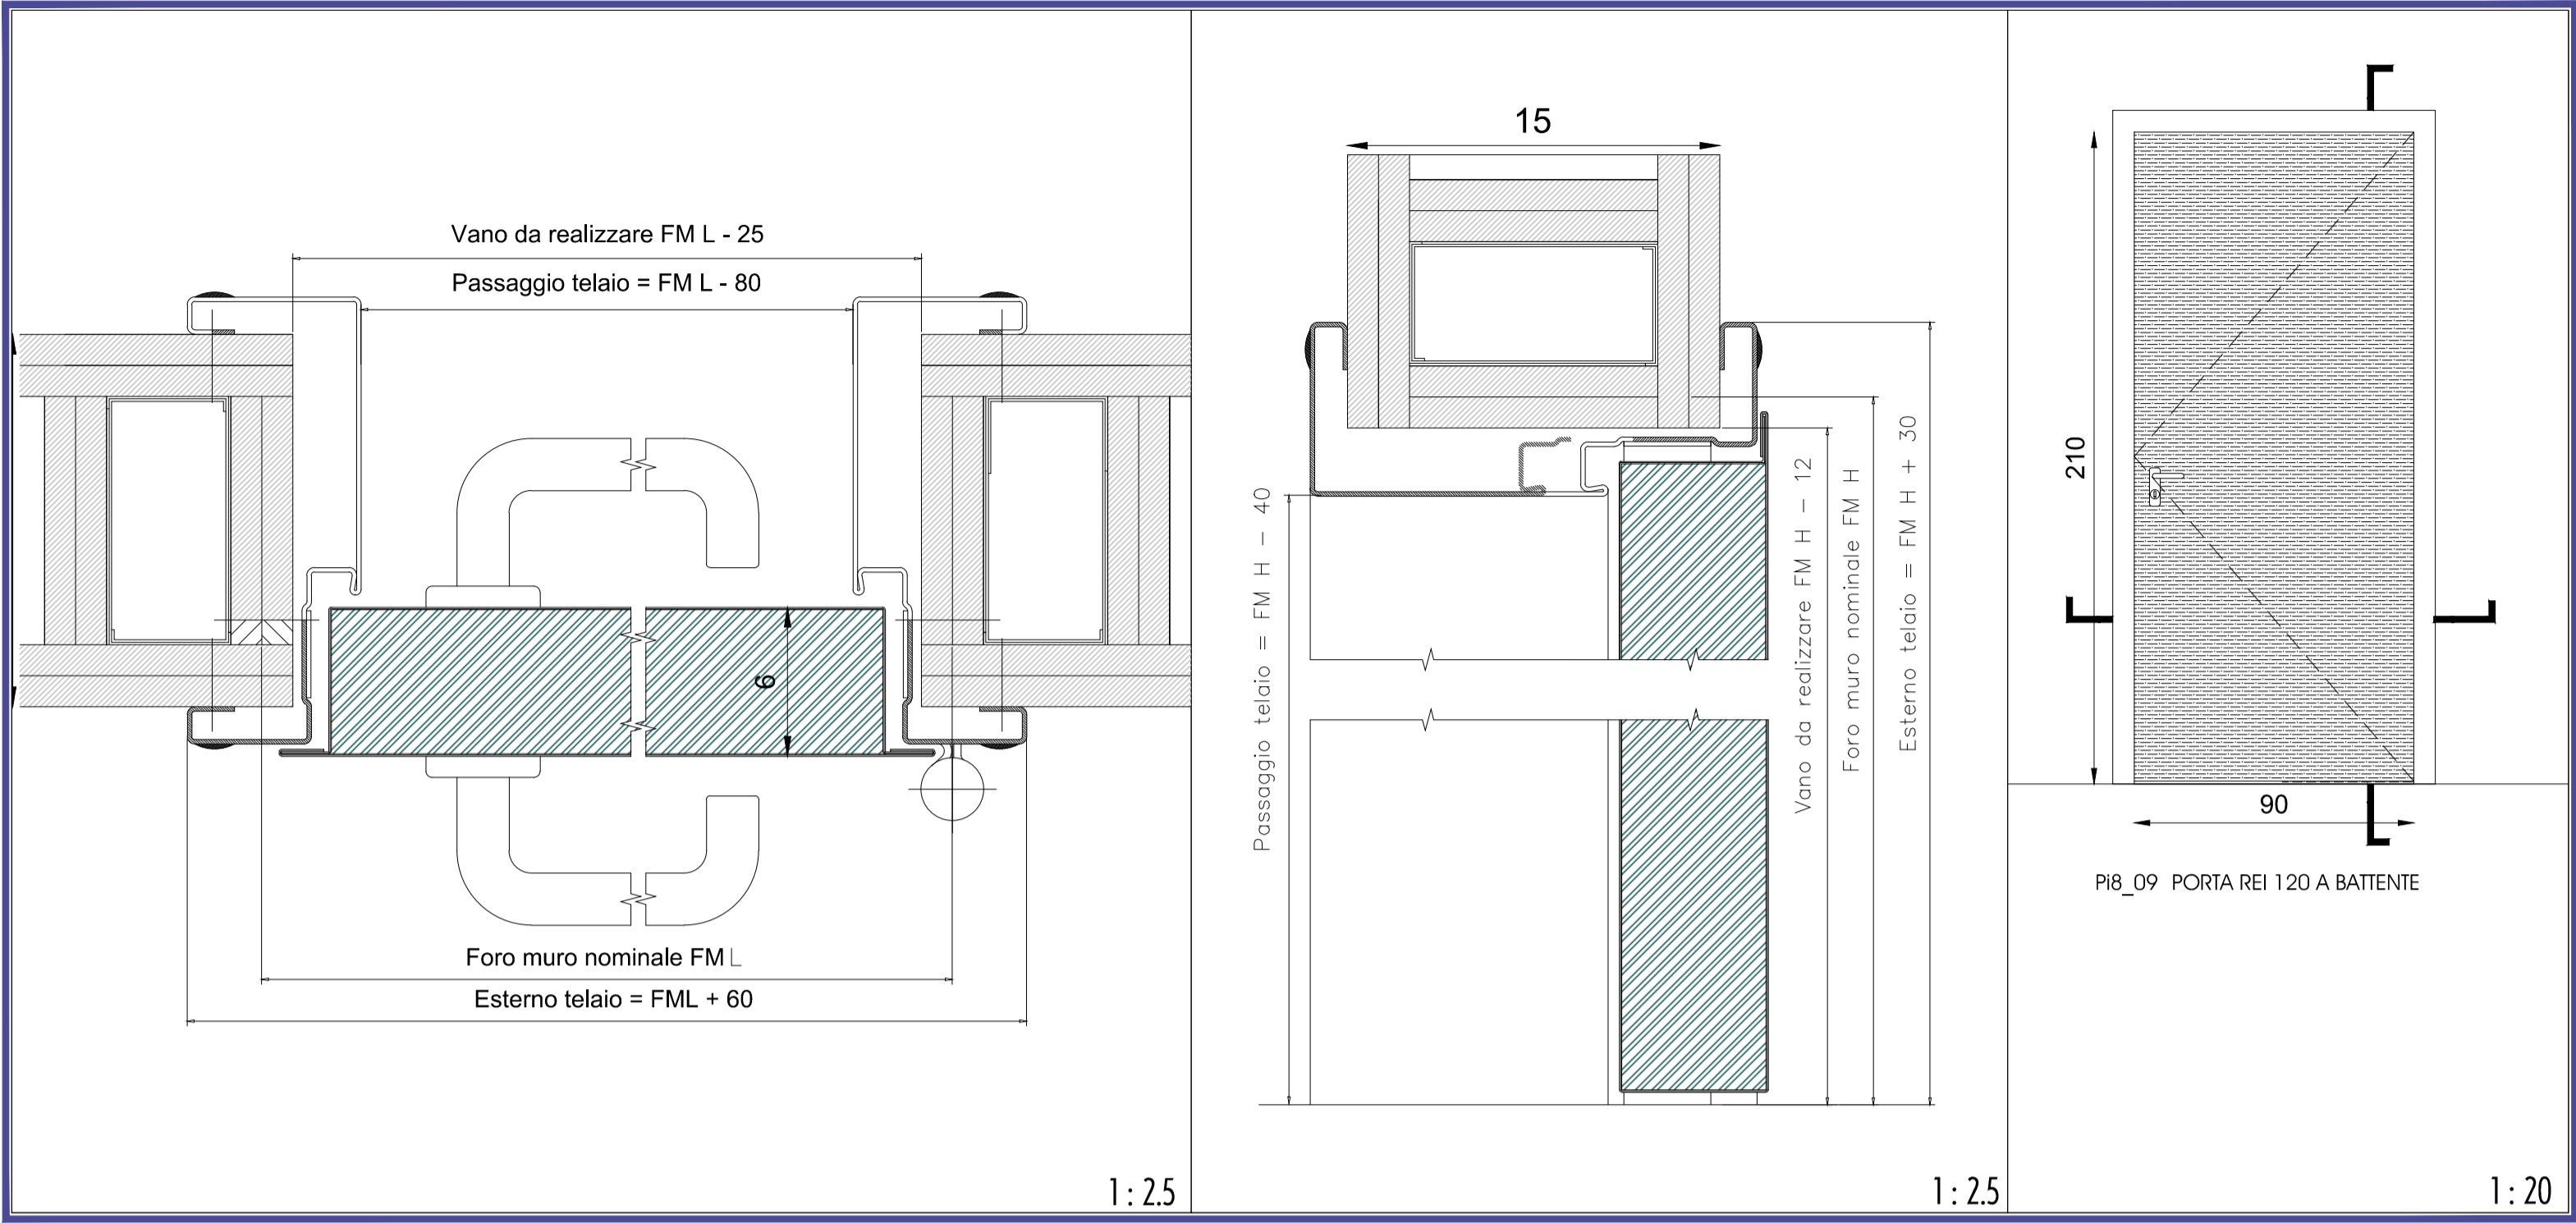 Vano da realizzare FM L - 25
Passaggio telaio = FM L - 80
6
Foro muro nominale FM L
Esterno telaio = FML + 60
1 : 2.5
15
Passaggio telaio = FM H - 40
Vano da realizzare FM H - 12
Foro muro nominale FM H
Esterno telaio = FM H + 30
1 : 2.5
210
90
Pi8_09 PORTA REI 120 A BATTENTE
1 : 20